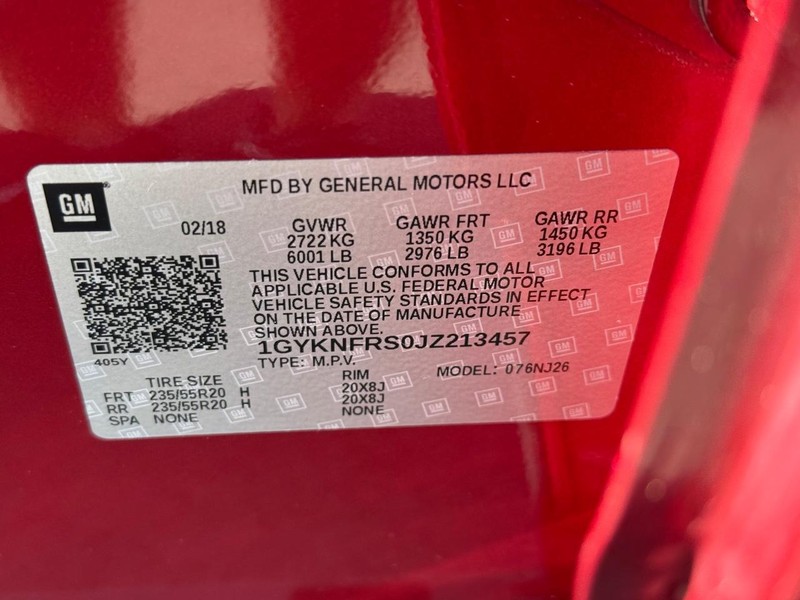 GM
MFD BY GENERAL MOTORS LLC
02/18 GVWR GAWR FRT GAWR RR
2722 KG 1350 KG 1450 KG
6001 LB 2976 LB 3196 LB
THIS VEHICLE CONFORMS TO ALL
APPLICABLE U.S. FEDERAL MOTOR
VEHICLE SAFETY STANDARDS IN EFFECT
ON THE DATE OF MANUFACTURE
SHOWN ABOVE.
1GYKNFRS0JZ213457
405Y
TYPE: M.P.V. MODEL: 076NJ26
TIRE SIZE RIM
FRT 235/55R20 H 20X8J
RR 235/55R20 H 20X8J
SPA NONE NONE